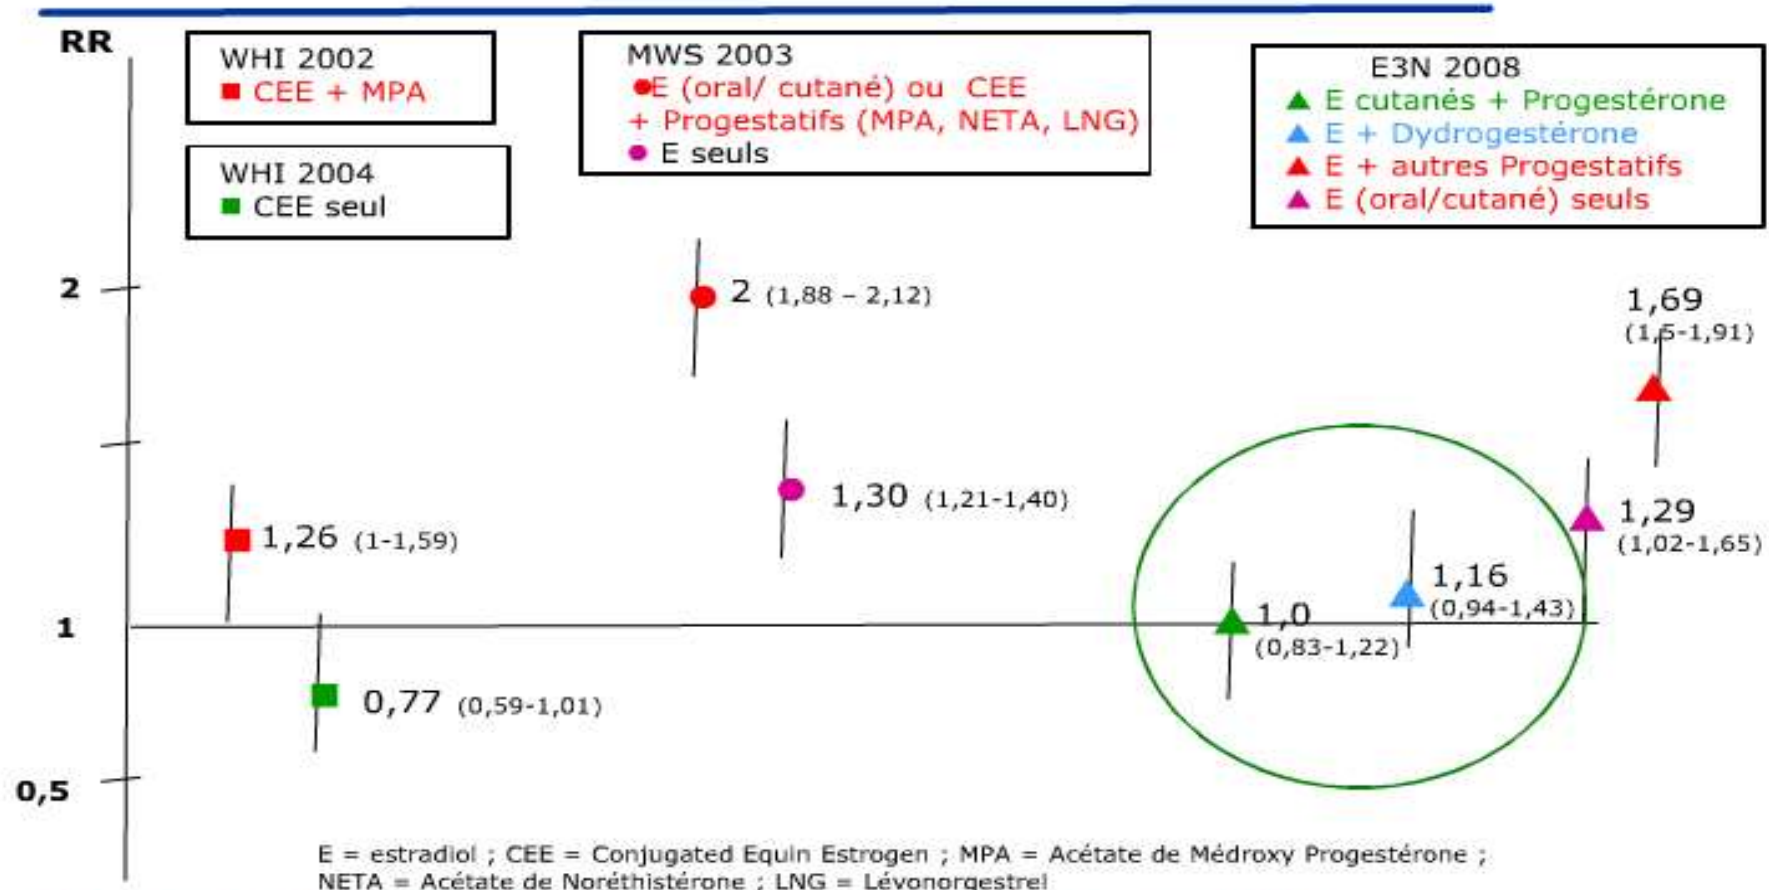 RR
WHI 2002
CEE + MPA
WHI 2004
CEE seul
MWS 2003
E (oral/ cutané) ou CEE
+ Progestatifs (MPA, NETA, LNG)
E seuls
E3N 2008
E cutanés + Progestérone
E + Dydrogestérone
E + autres Progestatifs
E (oral/cutané) seuls
2
2 (1,88 – 2,12)
1,69
(1,5-1,91)
1,30 (1,21-1,40)
1,29
(1,02-1,65)
1,26 (1-1,59)
1,16
(0,94-1,43)
1
1,0
(0,83-1,22)
0,77 (0,59-1,01)
0,5
E = estradiol ; CEE = Conjugated Equin Estrogen ; MPA = Acétate de Médroxy Progestérone ;
NETA = Acétate de Noréthistérone ; LNG = Lévonorgestrel